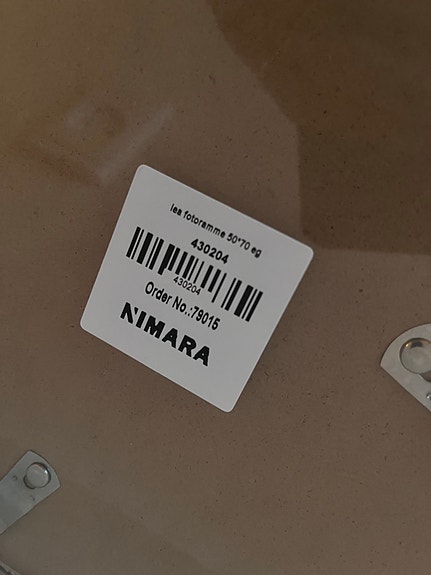 lea fotoramme 50*70 eg
430204
430204
Order No.:79015
NIMARA